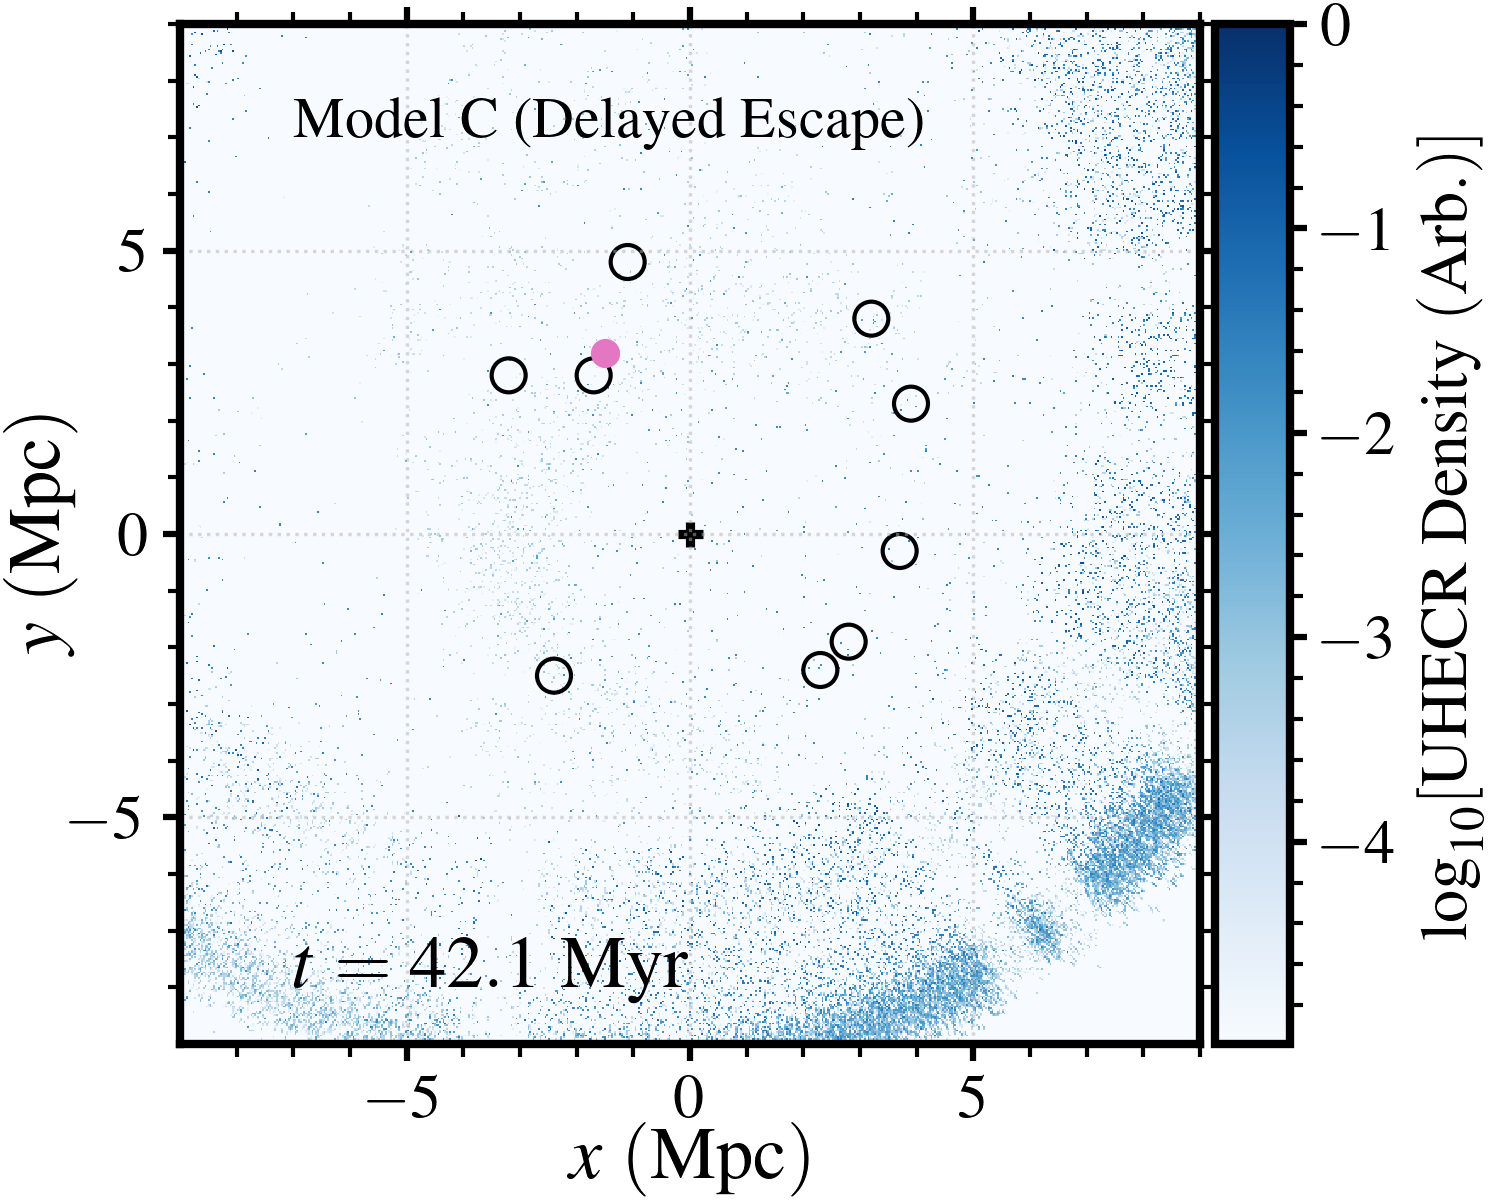 Model C (Delayed Escape)
t = 42.1 Myr
5
0
−5
y (Mpc)
−5
0
5
x (Mpc)
0
−1
−2
−3
−4
log10[UHECR Density (Arb.)]